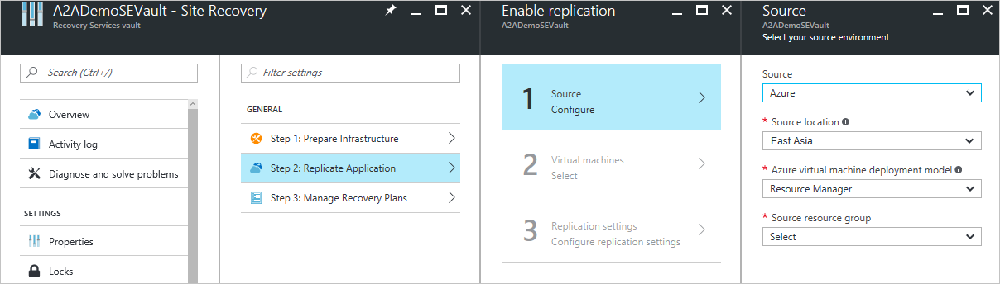 A2ADemoSEVault - Site Recovery
Recovery Services vault
Search (Ctrl+/)
Overview
Activity log
Diagnose and solve problems
SETTINGS
Properties
Locks
Filter settings
GENERAL
Step 1: Prepare Infrastructure
Step 2: Replicate Application
Step 3: Manage Recovery Plans
Enable replication
A2ADemoSEVault
1
Source
Configure
2
Virtual machines
Select
3
Replication settings
Configure replication settings
Source
A2ADemoSEVault
Select your source environment
Source
Azure
* Source location
East Asia
* Azure virtual machine deployment model
Resource Manager
* Source resource group
Select